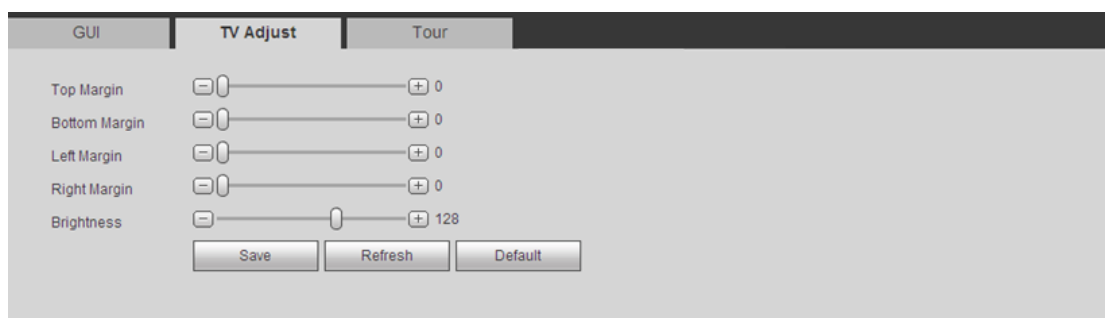 GUI TV Adjust Tour
Top Margin 0
Bottom Margin 0
Left Margin 0
Right Margin 0
Brightness 128
Save Refresh Default